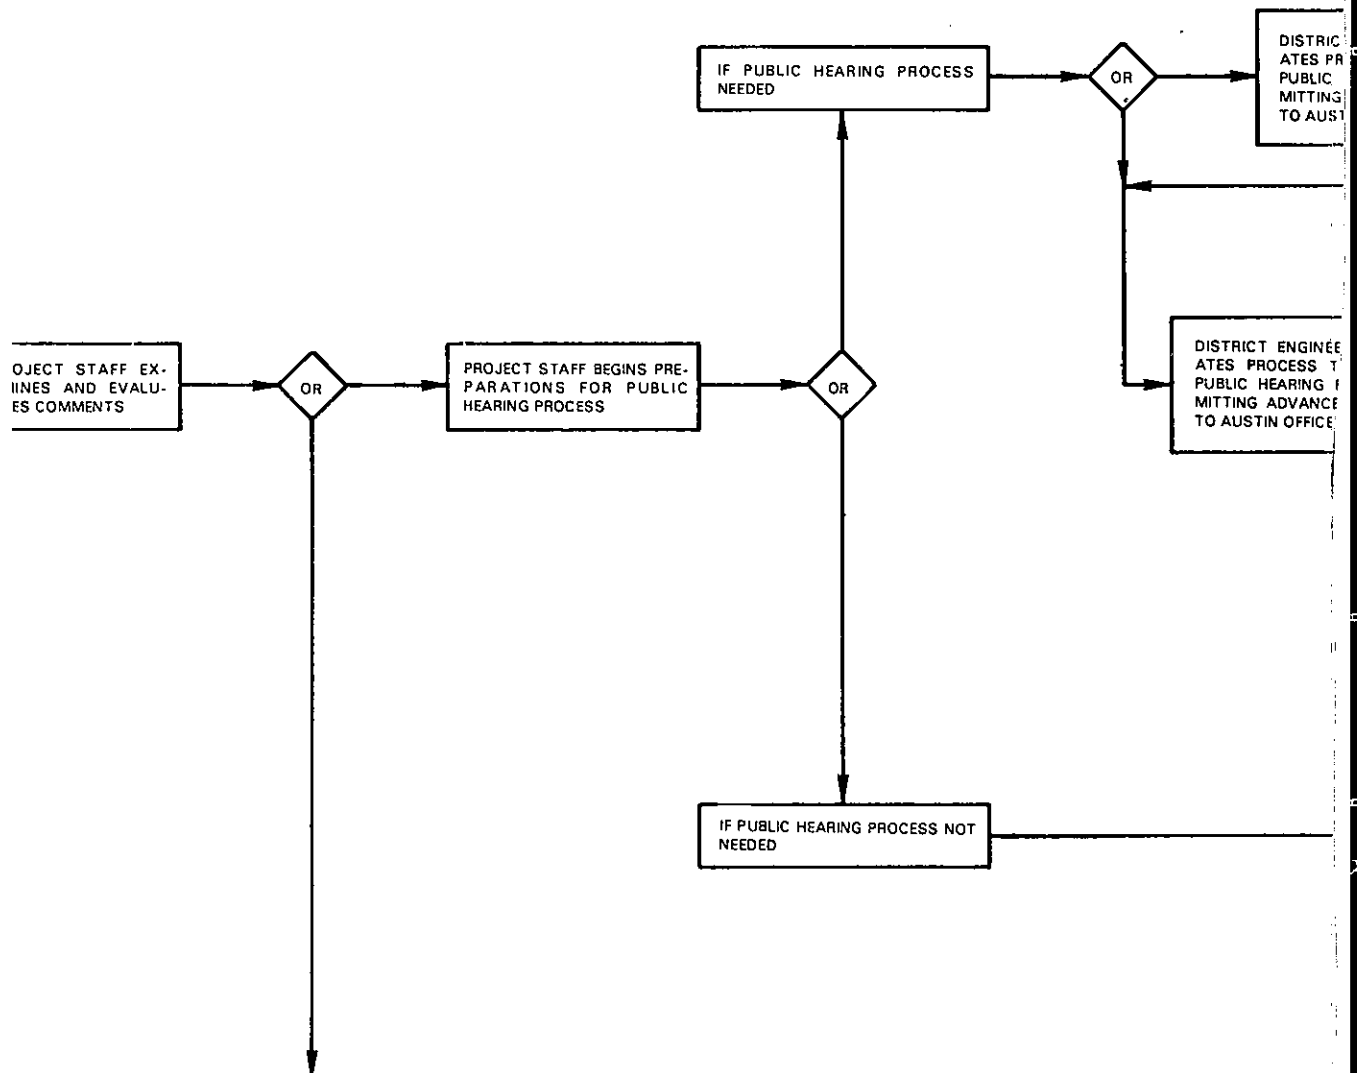 IF PUBLIC HEARING PROCESS
NEEDED
OR
DISTRIC
ATES PR
PUBLIC
MITTING
TO AUST
OJECT STAFF EX-
INES AND EVALU-
ES COMMENTS
OR
PROJECT STAFF BEGINS PRE-
PARATIONS FOR PUBLIC
HEARING PROCESS
OR
DISTRICT ENGINEE
ATES PROCESS T
PUBLIC HEARING
MITTING ADVANCE
TO AUSTIN OFFICE
IF PUBLIC HEARING PROCESS NOT
NEEDED